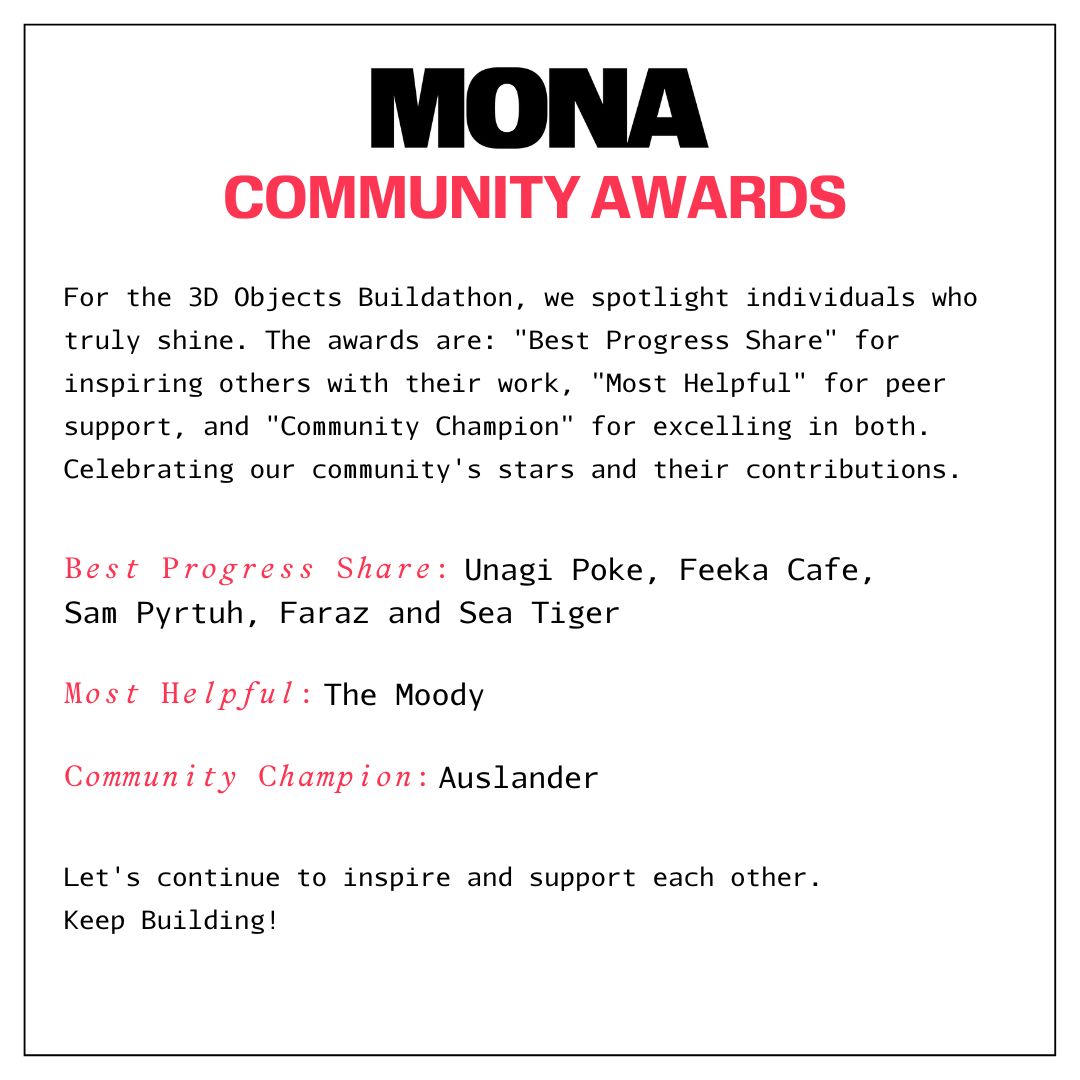 MONA
COMMUNITY AWARDS
For the 3D Objects Buildathon, we spotlight individuals who
truly shine. The awards are: "Best Progress Share" for
inspiring others with their work, "Most Helpful" for peer
support, and "Community Champion" for excelling in both.
Celebrating our community's stars and their contributions.
Best Progress Share: Unagi Poke, Feeka Cafe,
Sam Pyrtuh, Faraz and Sea Tiger
Most Helpful: The Moody
Community Champion: Auslander
Let's continue to inspire and support each other.
Keep Building!